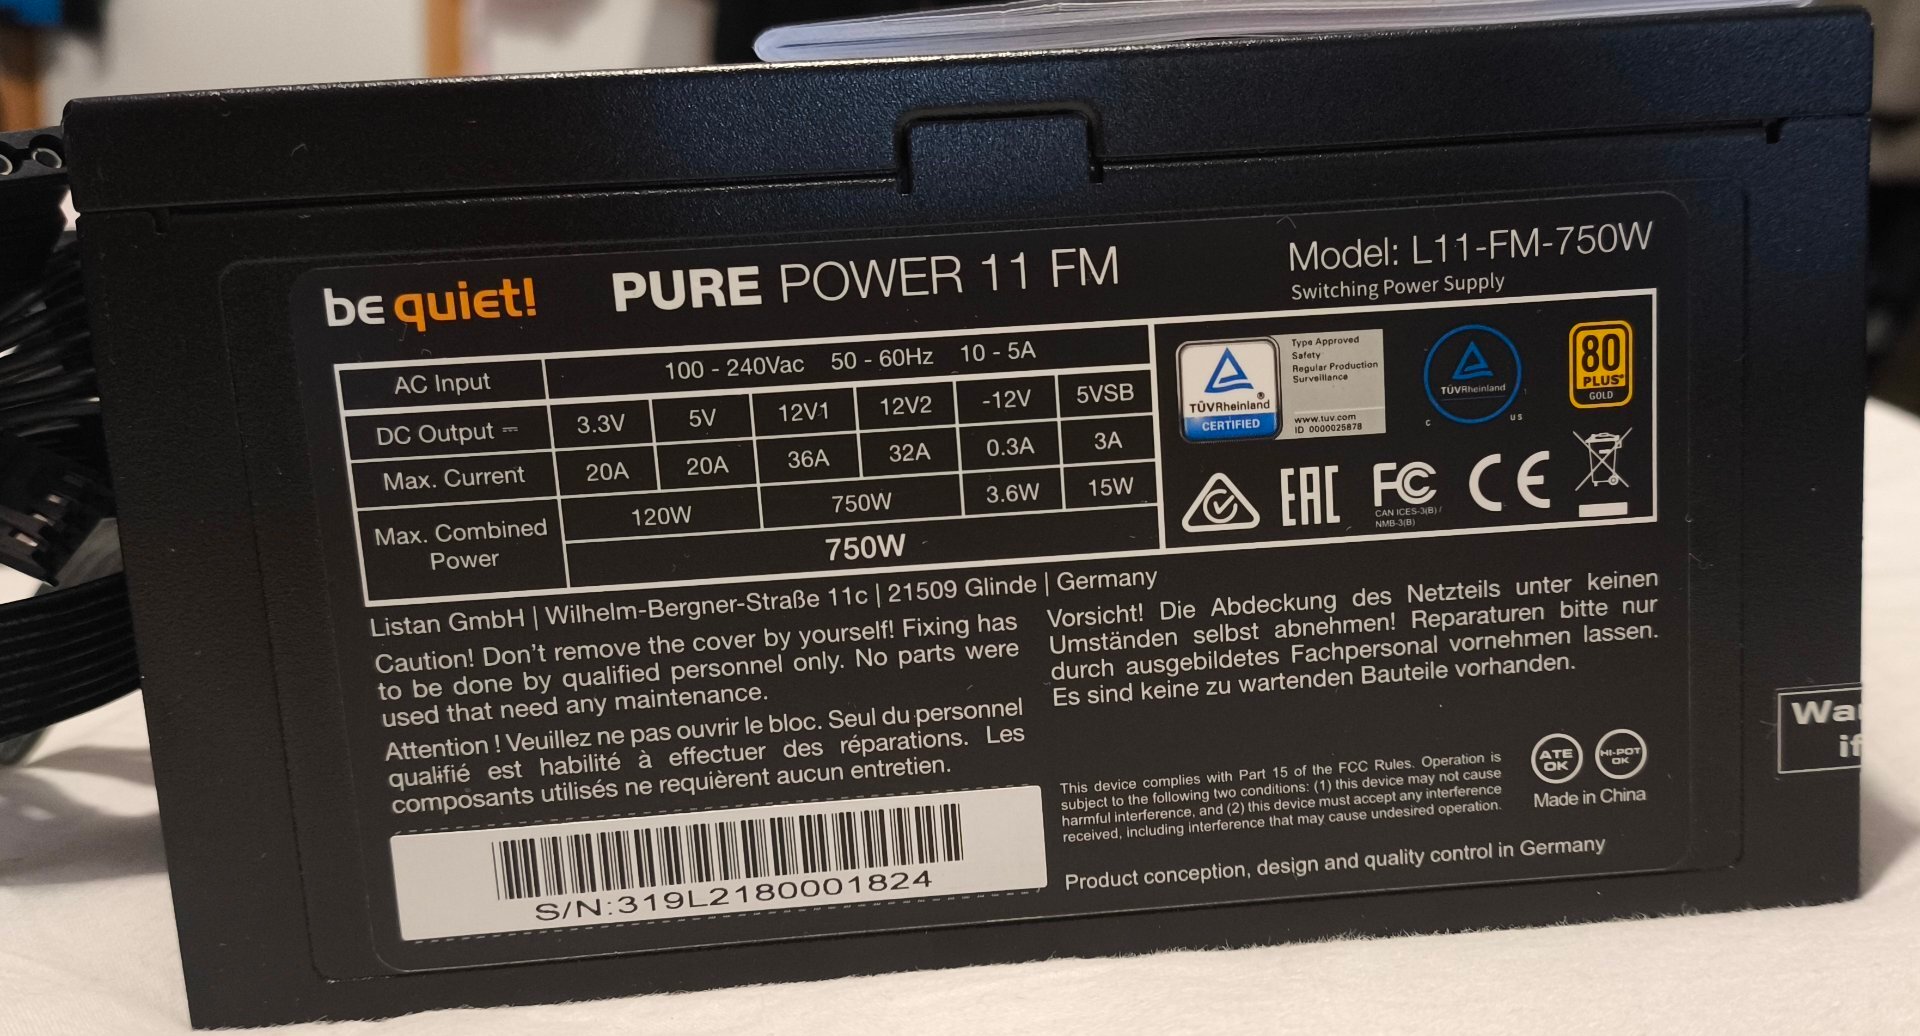 be quiet! PURE POWER 11 FM
Model: L11-FM-750W
Switching Power Supply
AC Input 100 - 240Vac 50 - 60Hz 10 - 5A
DC Output 3.3V 5V 12V1 12V2 -12V 5VSB
Max. Current 20A 20A 36A 32A 0.3A 3A
Max. Combined Power 120W 750W 3.6W 15W
750W
TÜVRheinland®
CERTIFIED
Type Approved
Safety
Regular Production
Surveillance
www.tuv.com
ID 0000025878
TÜVRheinland
C US
80
PLUS®
GOLD
EAC FC CE
CAN ICES-3(B) /
NMB-3(B)
Listan GmbH | Wilhelm-Bergner-Straße 11c | 21509 Glinde | Germany
Caution! Don't remove the cover by yourself! Fixing has
to be done by qualified personnel only. No parts were
used that need any maintenance.
Attention ! Veuillez ne pas ouvrir le bloc. Seul du personnel
qualifié est habilité à effectuer des réparations. Les
composants utilisés ne requièrent aucun entretien.
Vorsicht! Die Abdeckung des Netzteils unter keinen
Umständen selbst abnehmen! Reparaturen bitte nur
durch ausgebildetes Fachpersonal vornehmen lassen.
Es sind keine zu wartenden Bauteile vorhanden.
S/N:319L2180001824
This device complies with Part 15 of the FCC Rules. Operation is
subject to the following two conditions: (1) this device may not cause
harmful interference, and (2) this device must accept any interference
received, including interference that may cause undesired operation.
ATE
OK
HI-POT
OK
Made in China
Product conception, design and quality control in Germany
if